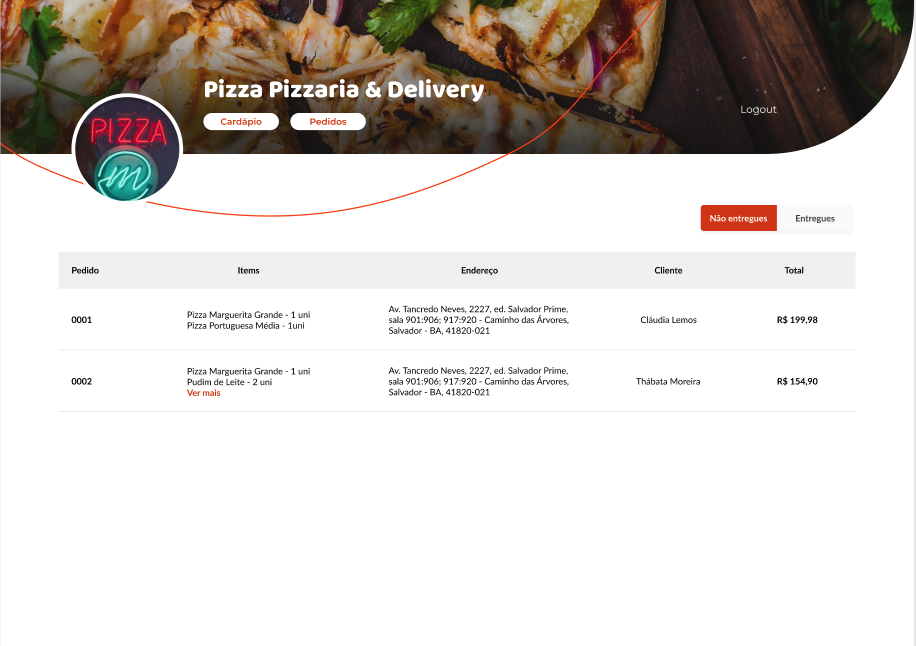 Pizza Pizzaria & Delivery
Logout
Cardápio
Pedidos
PIZZA
m
Não entregues
Entregues
Pedido
Items
Endereço
Cliente
Total
0001
Pizza Marguerita Grande - 1 uni
Pizza Portuguesa Média - 1uni
Av. Tancredo Neves, 2227, ed. Salvador Prime,
sala 901:906; 917:920 - Caminho das Árvores,
Salvador - BA, 41820-021
Cláudia Lemos
R$ 199,98
0002
Pizza Marguerita Grande - 1 uni
Pudim de Leite - 2 uni
Ver mais
Av. Tancredo Neves, 2227, ed. Salvador Prime,
sala 901:906; 917:920 - Caminho das Árvores,
Salvador - BA, 41820-021
Thábata Moreira
R$ 154,90